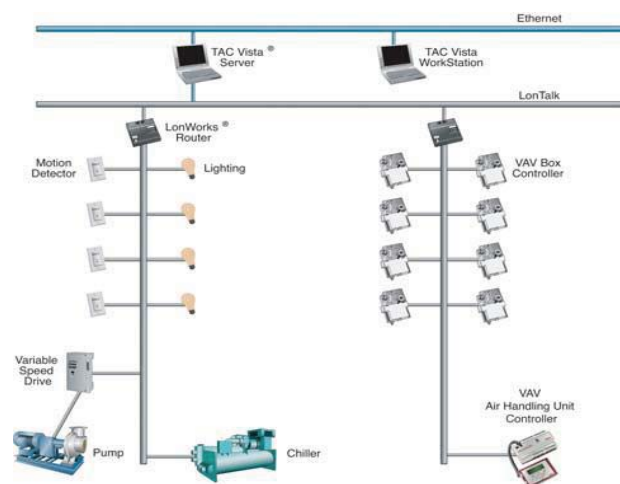 Ethernet
TAC Vista ®
Server
TAC Vista
WorkStation
LonTalk
LonWorks ®
Router
Motion
Detector
Lighting
VAV Box
Controller
Variable
Speed
Drive
Pump
Chiller
VAV
Air Handling Unit
Controller